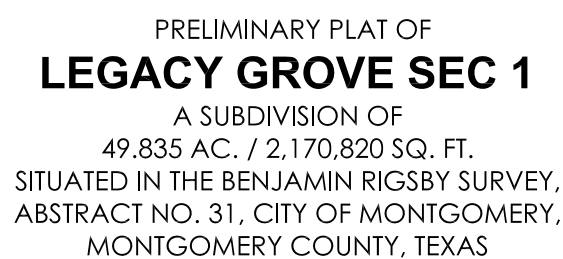 PRELIMINARY PLAT OF
LEGACY GROVE SEC 1
A SUBDIVISION OF
49.835 AC. / 2,170,820 SQ. FT.
SITUATED IN THE BENJAMIN RIGSBY SURVEY,
ABSTRACT NO. 31, CITY OF MONTGOMERY,
MONTGOMERY COUNTY, TEXAS